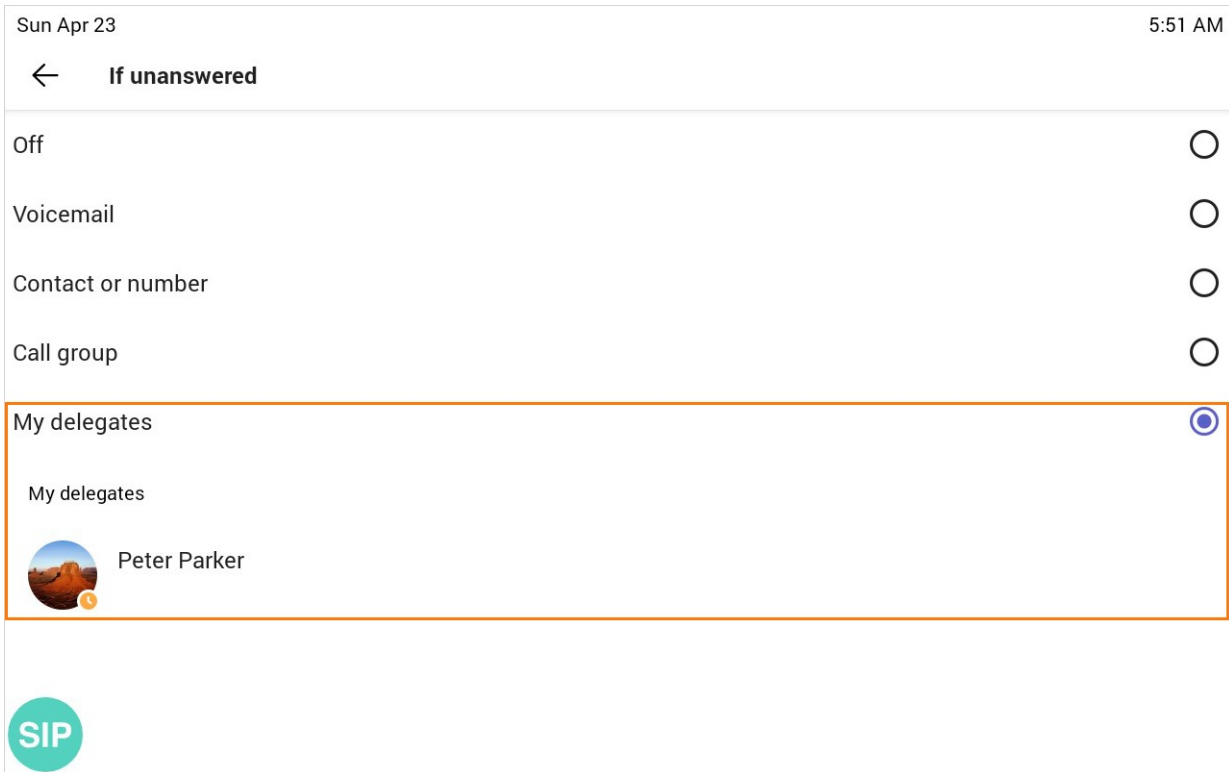 Sun Apr 23 5:51 AM
If unanswered
Off
Voicemail
Contact or number
Call group
My delegates
My delegates
Peter Parker
SIP